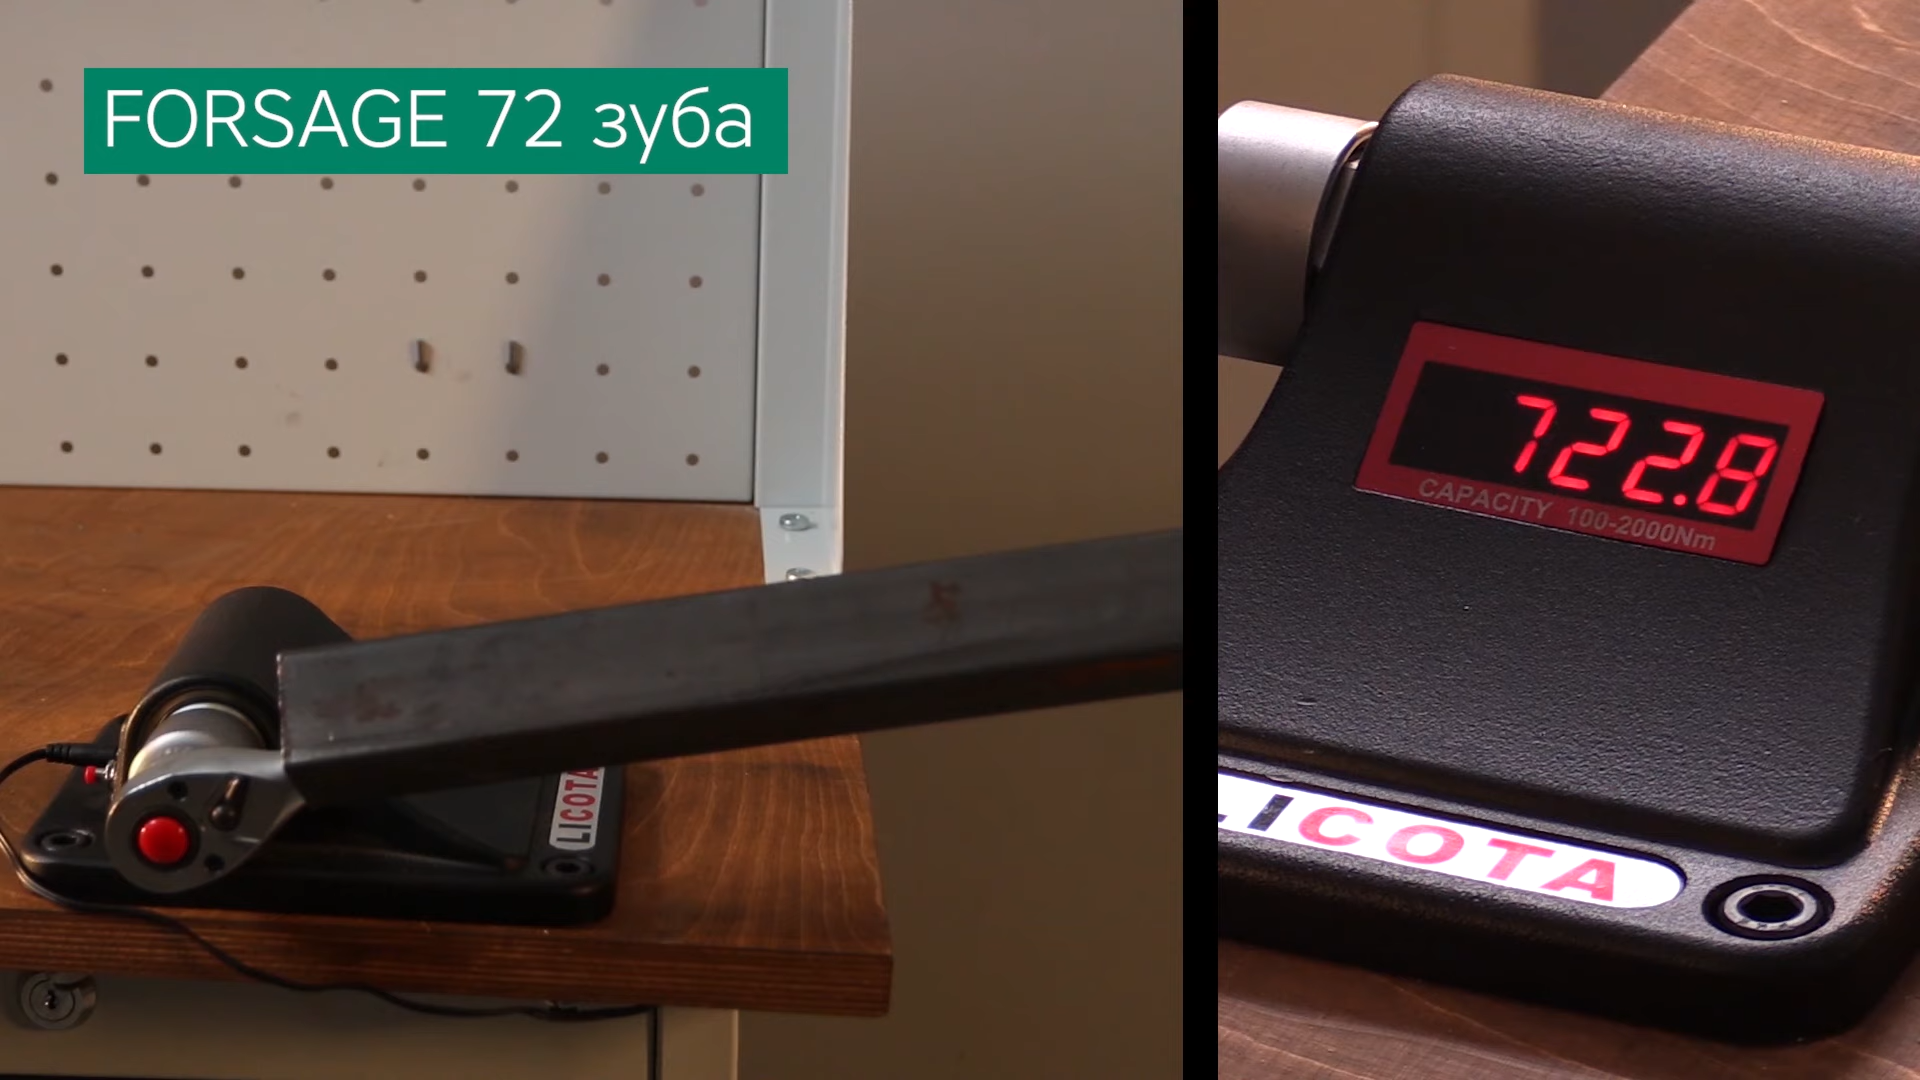 FORSAGE 72 зуба
LICOTA
722.8
CAPACITY 100-2000Nm
LICOTA